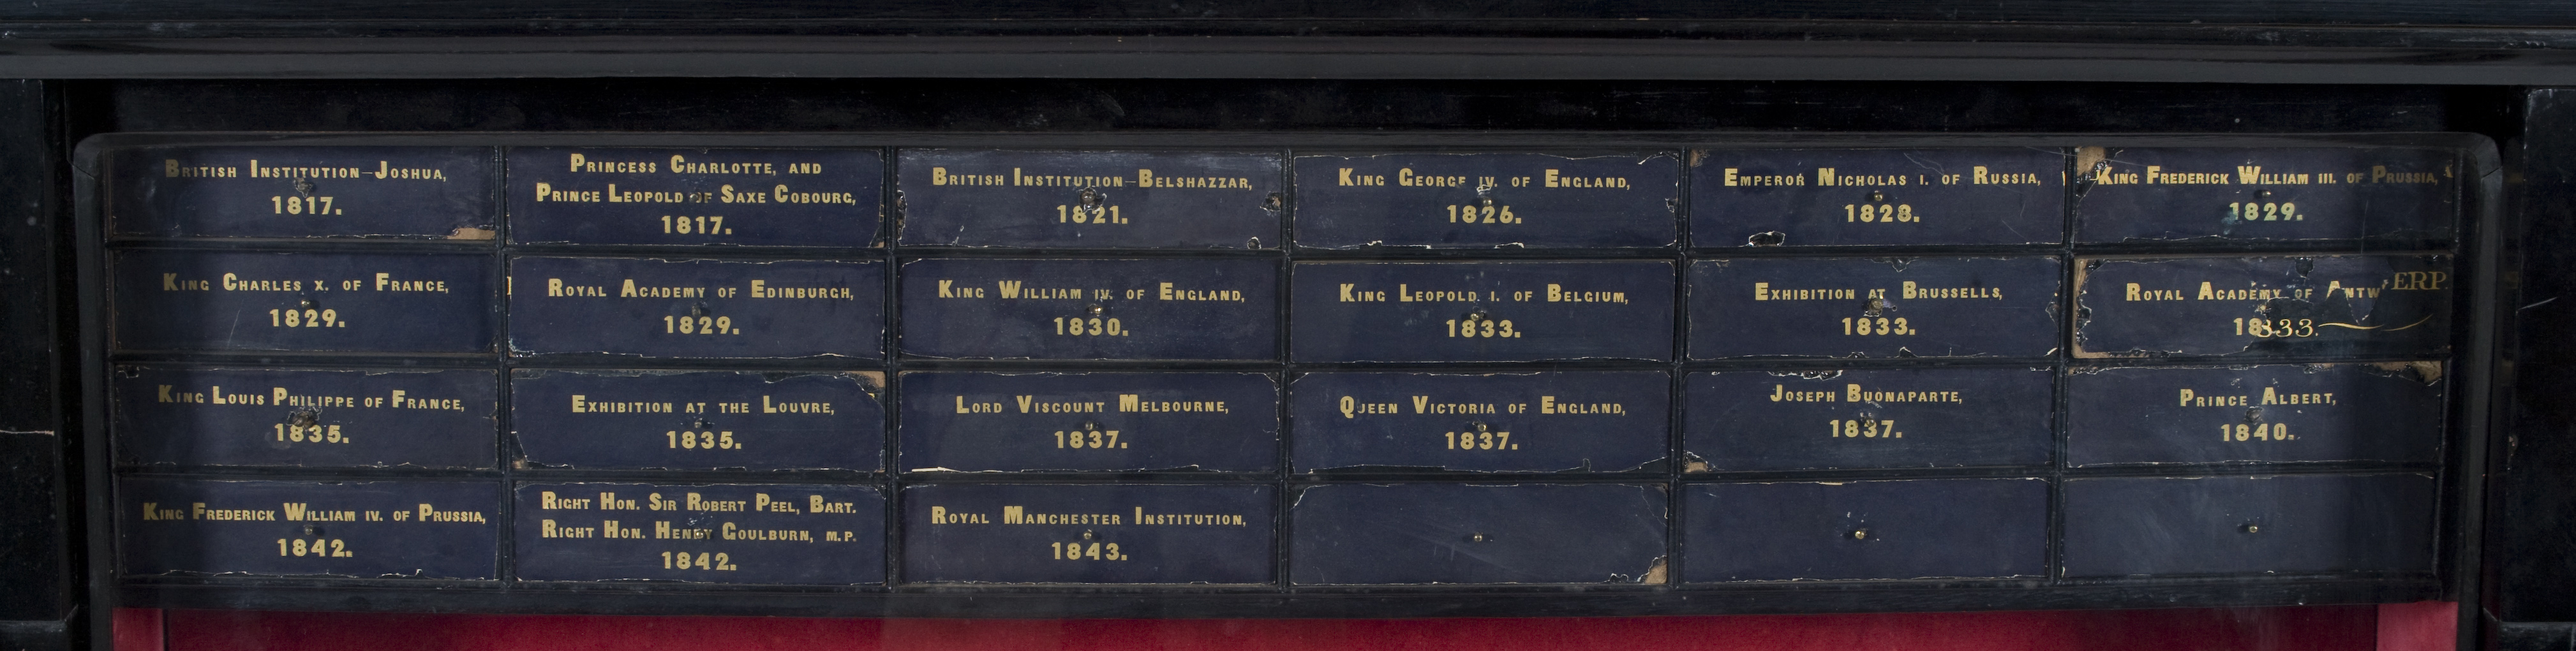 British Institution–Joshua,
1817.
Princess Charlotte, and
Prince Leopold of Saxe Cobourg,
1817.
British Institution–Belshazzar,
1821.
King George IV. of England,
1826.
Emperor Nicholas I. of Russia,
1828.
King Frederick William III. of Prussia,
1829.
King Charles X. of France,
1829.
Royal Academy of Edinburgh,
1829.
King William IV. of England,
1830.
King Leopold I. of Belgium,
1833.
Exhibition at Brussells,
1833.
Royal Academy of Antwerp
1833.
King Louis Philippe of France,
1835.
Exhibition at the Louvre,
1835.
Lord Viscount Melbourne,
1837.
Queen Victoria of England,
1837.
Joseph Buonaparte,
1837.
Prince Albert,
1840.
King Frederick William IV. of Prussia,
1842.
Right Hon. Sir Robert Peel, Bart.
Right Hon. Henry Goulburn, M.P.
1842.
Royal Manchester Institution,
1843.